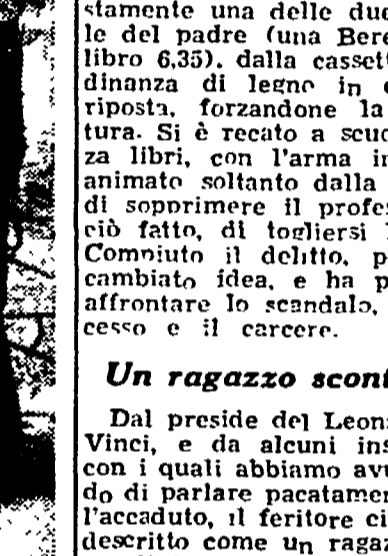 stamente una delle due
le del padre (una Bere
libro 6,35), dalla cassett
dinanza di legno in
riposta, forzandone la
tura. Si è recato a scuo
za libri, con l'arma in
animato soltanto dalla
di sopprimere il profes
ciò fatto, di togliersi
Compiuto il delitto, p
cambiato idea, e ha p
affrontare lo scandalo,
cesso e il carcere.
Un ragazzo scont
Dal preside del Leon
Vinci, e da alcuni ins
con i quali abbiamo avu
do di parlare pacatamen
l'accaduto, il feritore ci
descritto come un ragaz